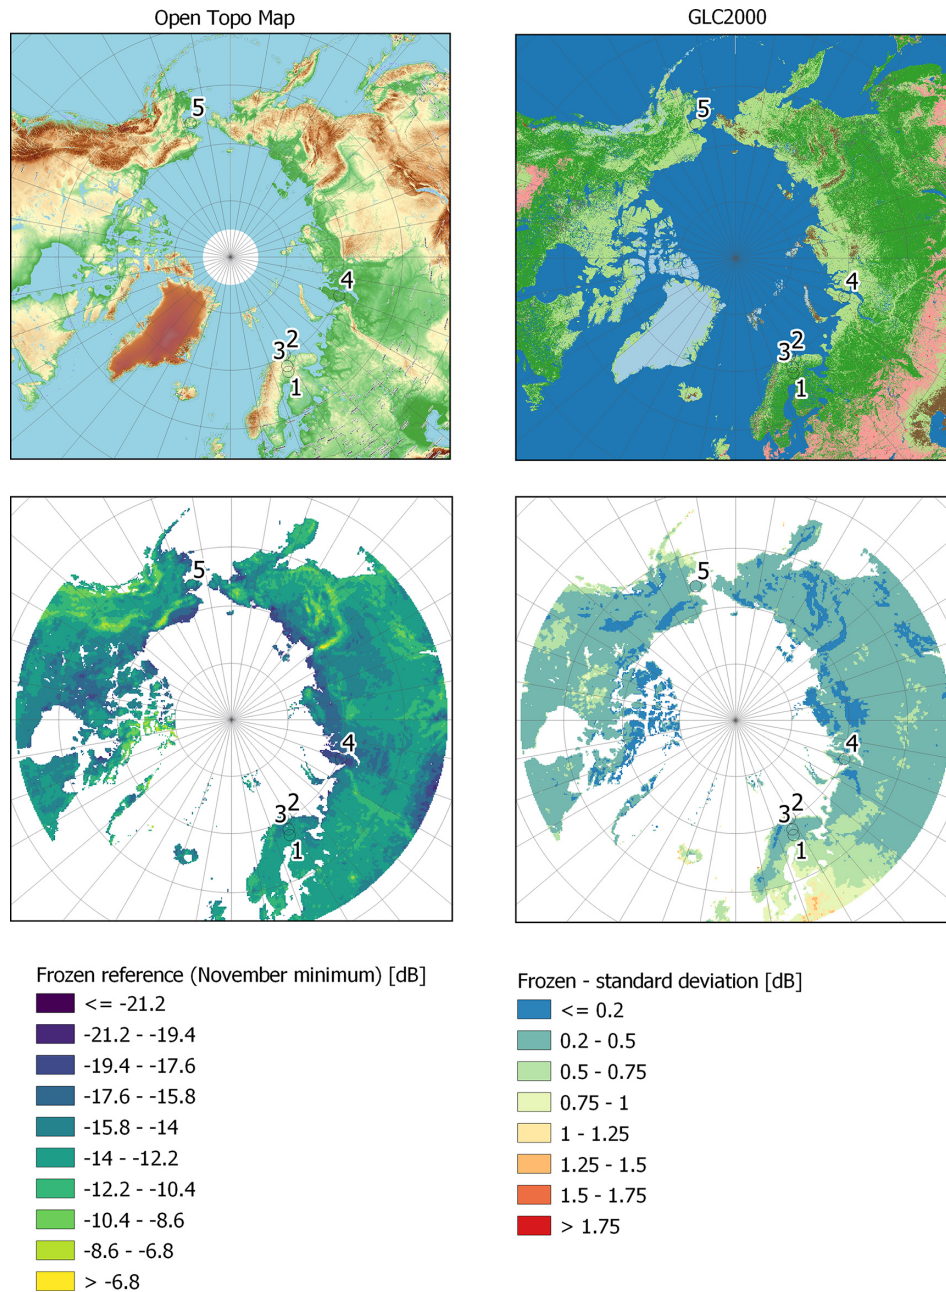 Open Topo Map
GLC2000
5
4
3 2
1
5
4
3 2
1
5
4
3 2
1
5
4
3 2
1
Frozen reference (November minimum) [dB]
<= -21.2
-21.2 - -19.4
-19.4 - -17.6
-17.6 - -15.8
-15.8 - -14
-14 - -12.2
-12.2 - -10.4
-10.4 - -8.6
-8.6 - -6.8
> -6.8
Frozen - standard deviation [dB]
<= 0.2
0.2 - 0.5
0.5 - 0.75
0.75 - 1
1 - 1.25
1.25 - 1.5
1.5 - 1.75
> 1.75